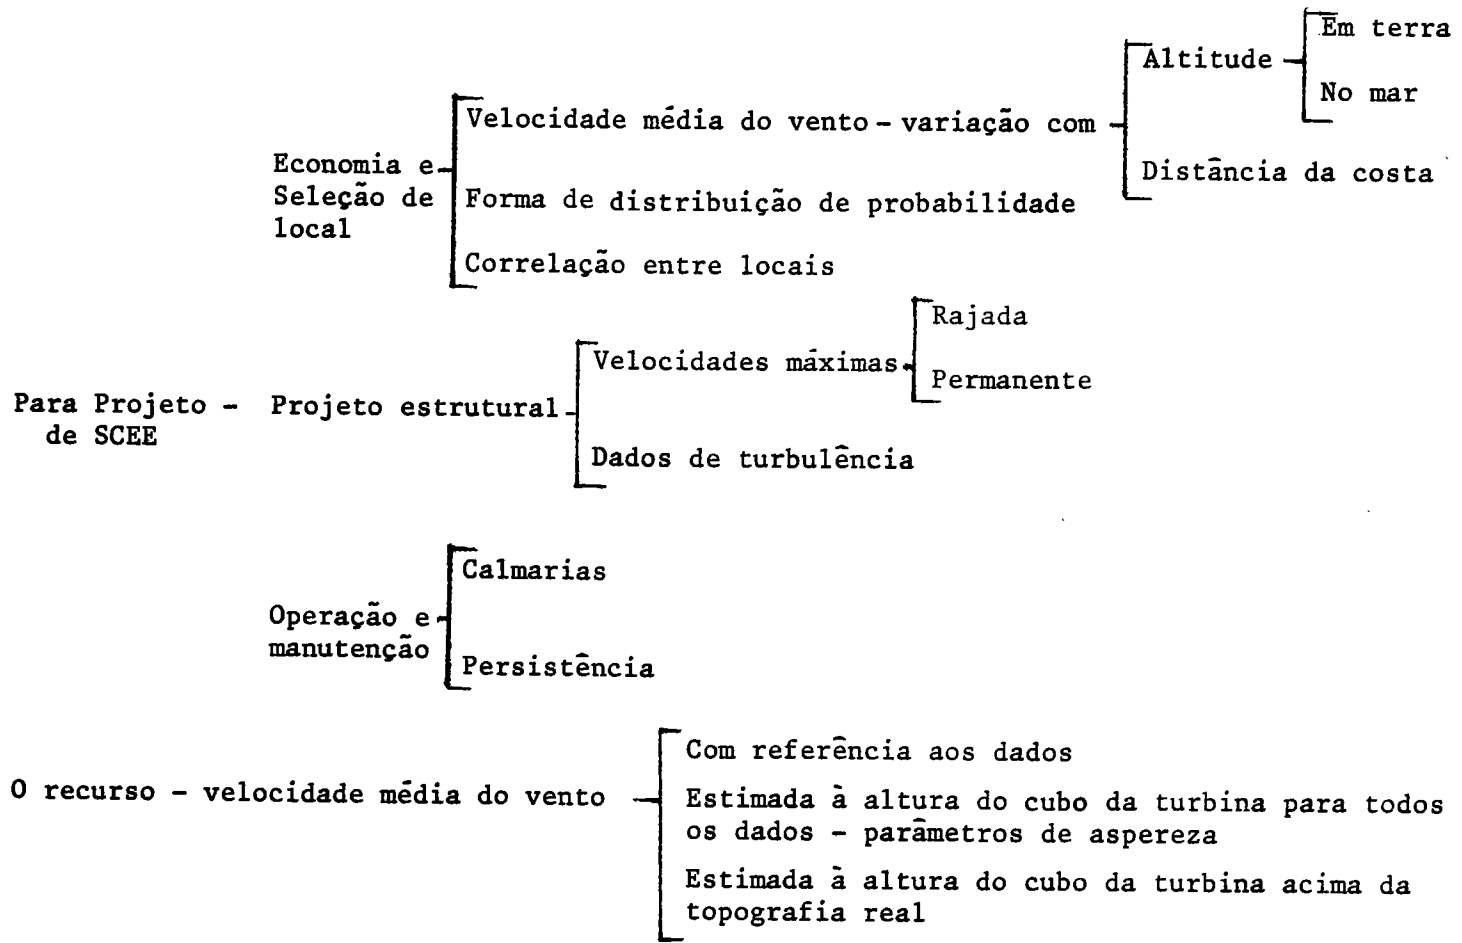 Em terra
Altitude
No mar
Velocidade média do vento - variação com
Economia e
Seleção de
local
Distância da costa
Forma de distribuição de probabilidade
Correlação entre locais
Rajada
Velocidades máximas
Permanente
Para Projeto - Projeto estrutural
de SCEE
Dados de turbulência
Calmarias
Operação e
manutenção
Persistência
Com referência aos dados
O recurso - velocidade média do vento
Estimada à altura do cubo da turbina para todos
os dados - parâmetros de aspereza
Estimada à altura do cubo da turbina acima da
topografia real